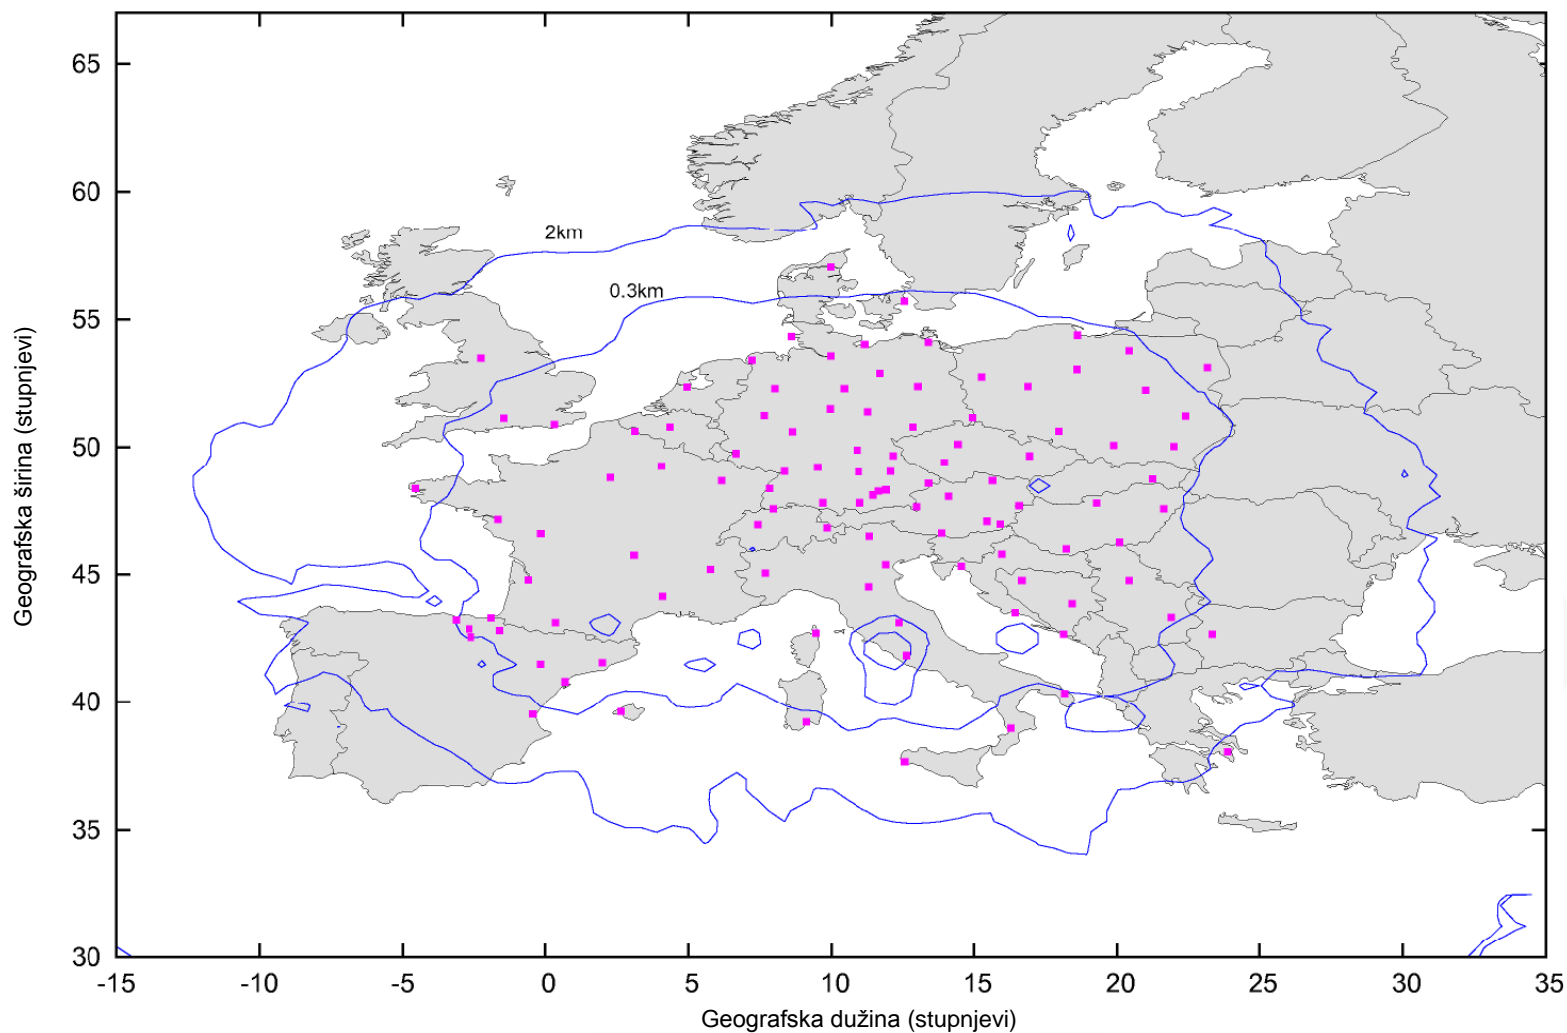 65
60
55
50
45
40
35
30
Geografska širina (stupnjevi)
2km
0.3km
-15 -10 -5 0 5 10 15 20 25 30 35
Geografska dužina (stupnjevi)